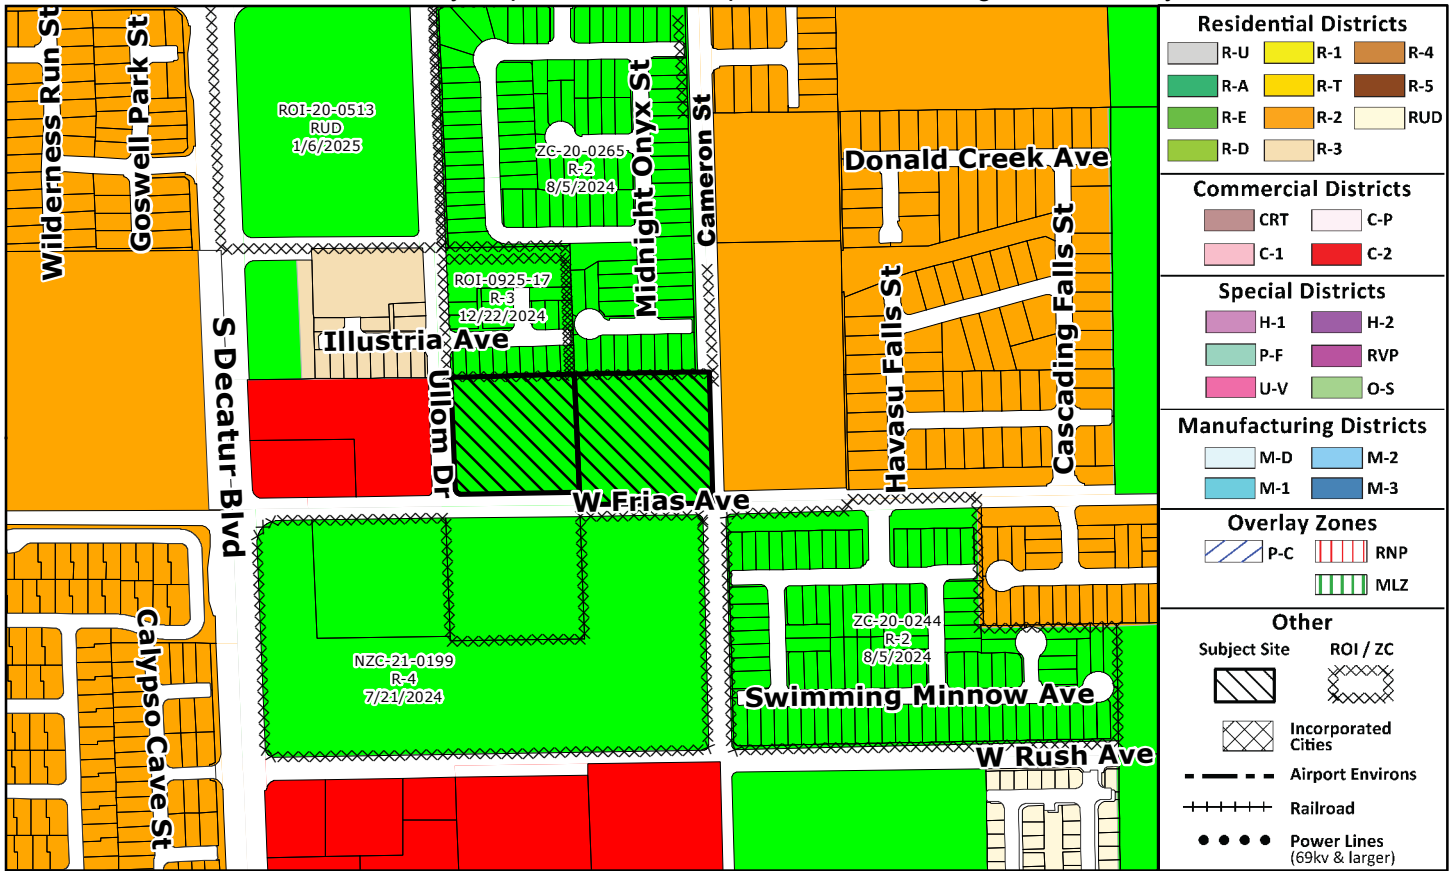 Wilderness Run St
Goswell Park St
ROI-20-0513
RUD
1/6/2025
ZC-20-0265
R-2
8/5/2024
Midnight Onyx St
Cameron St
Donald Creek Ave
ROI-0925-17
R-3
12/22/2024
Illustria Ave
S Decatur Blvd
Ullom Dr
Havasu Falls St
Cascading Falls St
W Frias Ave
Calypso Cave St
NZC-21-0199
R-4
7/21/2024
ZC-20-0244
R-2
8/5/2024
Swimming Minnow Ave
W Rush Ave
Residential Districts
R-U R-1 R-4
R-A R-T R-5
R-E R-2 RUD
R-D R-3
Commercial Districts
CRT C-P
C-1 C-2
Special Districts
H-1 H-2
P-F RVP
U-V O-S
Manufacturing Districts
M-D M-2
M-1 M-3
Overlay Zones
P-C RNP
MLZ
Other
Subject Site ROI / ZC
Incorporated
Cities
Airport Environs
Railroad
Power Lines
(69kv & larger)